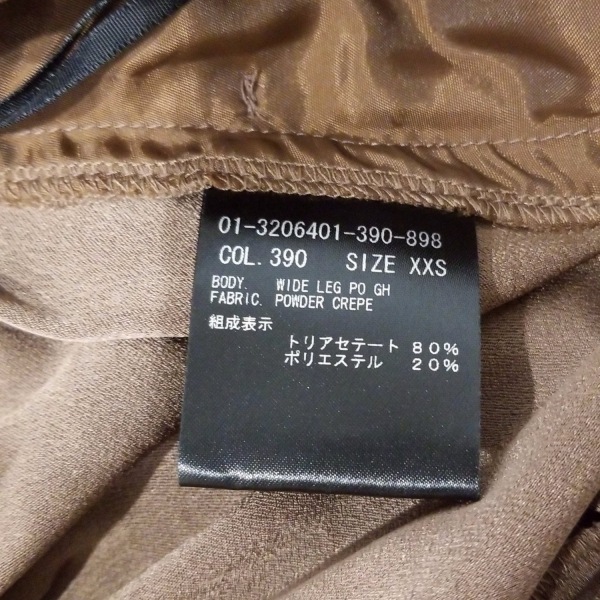 01-3206401-390-898
COL. 390 SIZE XXS
BODY. WIDE LEG PO GH
FABRIC. POWDER CREPE
組成表示
トリアセテート 80%
ポリエステル 20%